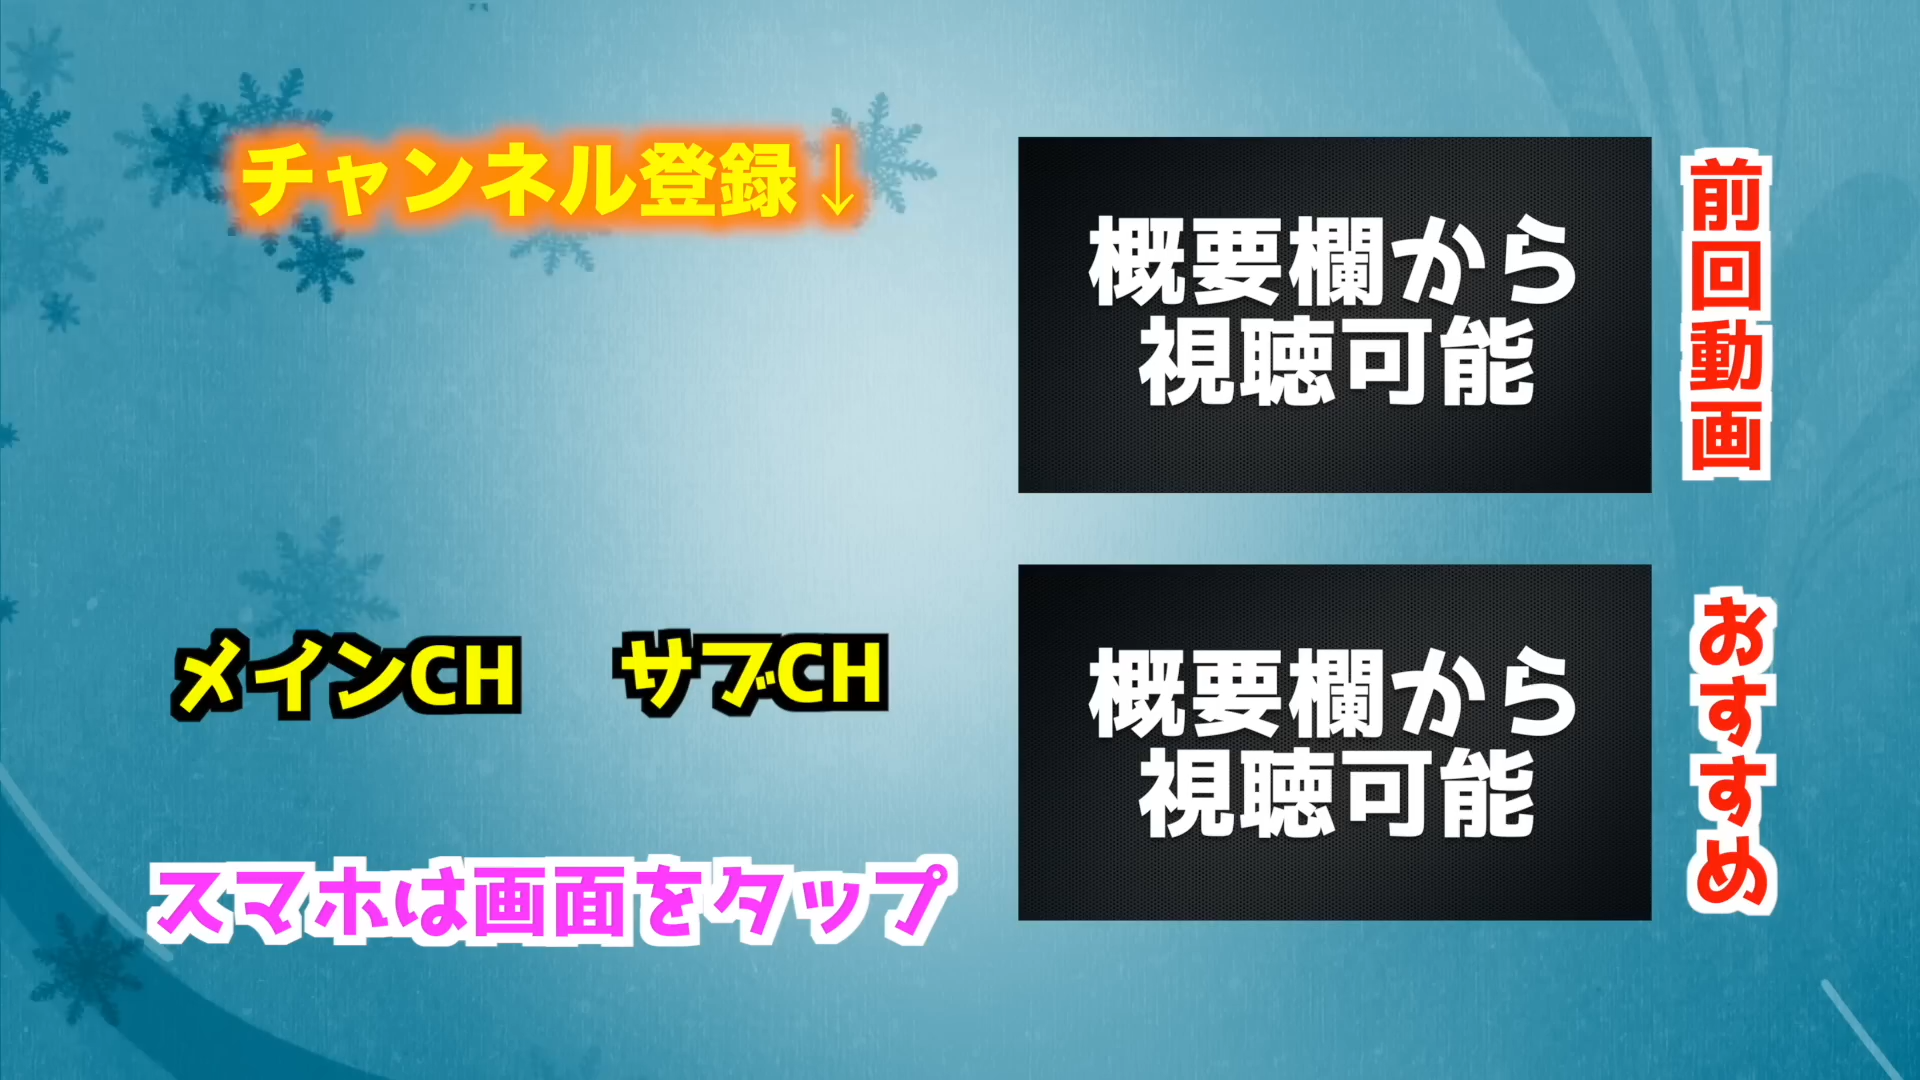 チャンネル登録↓
メインCH
サブCH
スマホは画面をタップ
概要欄から
視聴可能
前回動画
概要欄から
視聴可能
おすすめ